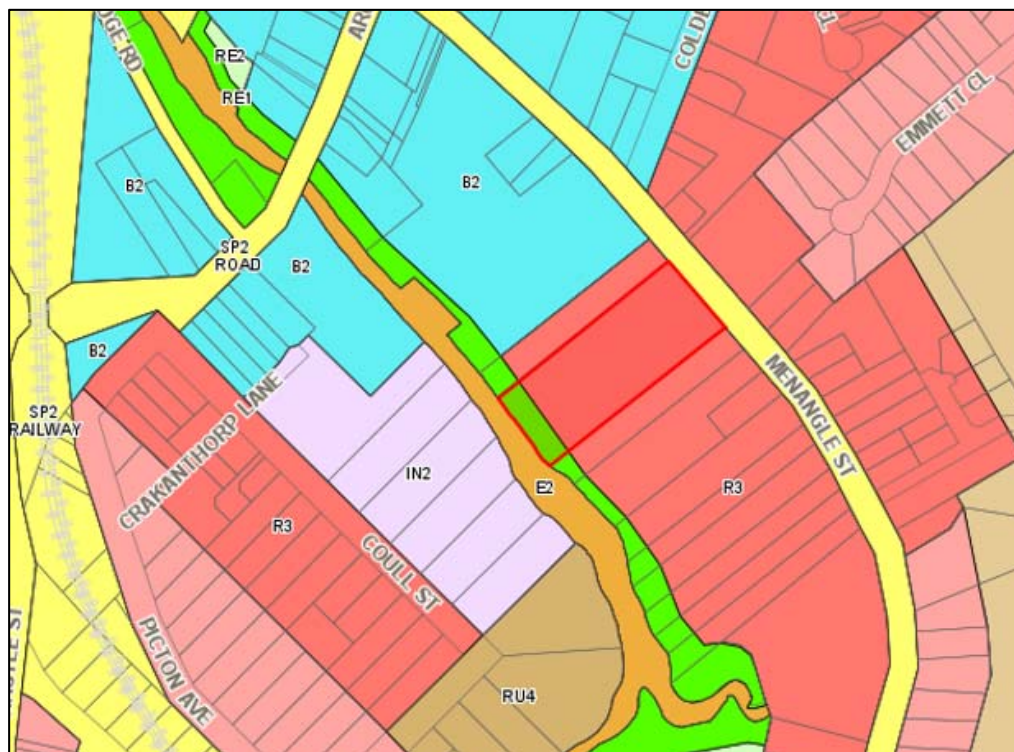 CL
RE2
RE1
EMMETT CL
B2
B2
SP2
ROAD
B2
B2
MENANGLE ST
SP2
RAILWAY
CRAKANTHORP LANE
IN2
E2
R3
R3
COULL ST
PICTON AVE
RU4